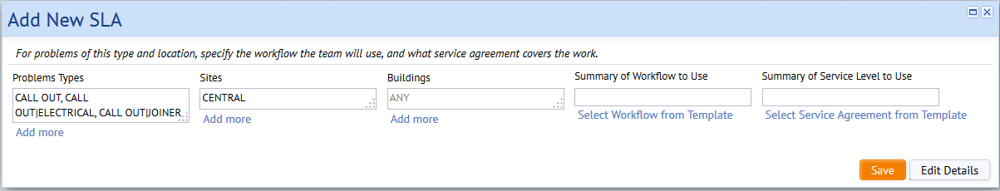 Add New SLA
For problems of this type and location, specify the workflow the team will use, and what service agreement covers the work.
Problems Types
CALL OUT, CALL
OUT|ELECTRICAL, CALL OUT|JOINER
Add more
Sites
CENTRAL
Add more
Buildings
ANY
Add more
Summary of Workflow to Use
Select Workflow from Template
Summary of Service Level to Use
Select Service Agreement from Template
Save
Edit Details